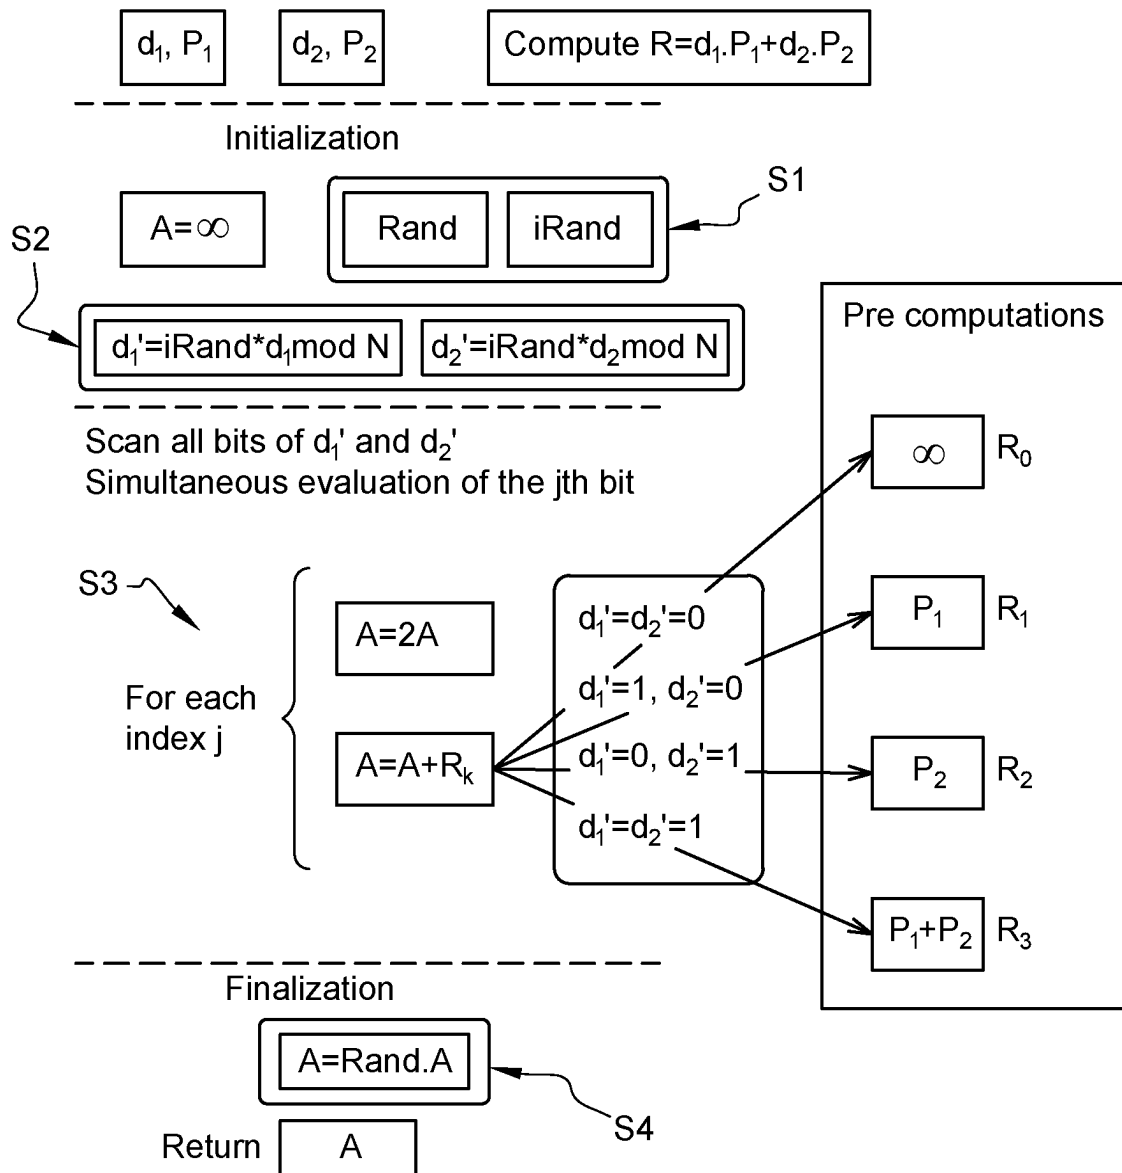 d₁, P₁ d₂, P₂ Compute R=d₁.P₁+d₂.P₂
Initialization
S1
A=∞ Rand iRand
S2
d₁'=iRand*d₁mod N d₂'=iRand*d₂mod N
Pre computations
Scan all bits of d₁' and d₂'
Simultaneous evaluation of the jth bit
∞ R₀
S3
For each
index j
A=2A
A=A+Rₖ
d₁'=d₂'=0
d₁'=1, d₂'=0
d₁'=0, d₂'=1
d₁'=d₂'=1
P₁ R₁
P₂ R₂
P₁+P₂ R₃
Finalization
A=Rand.A
S4
Return A